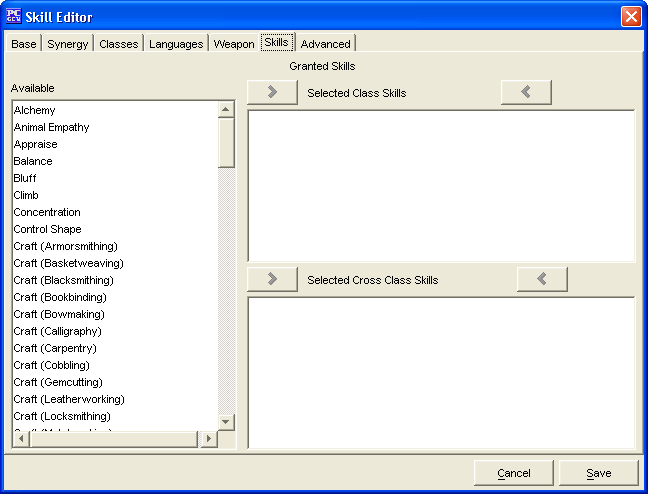 PC GEN Skill Editor
Base Synergy Classes Languages Weapon Skills Advanced
Granted Skills
Available
Selected Class Skills
Alchemy
Animal Empathy
Appraise
Balance
Bluff
Climb
Concentration
Control Shape
Craft (Armorsmithing)
Craft (Basketweaving)
Craft (Blacksmithing)
Craft (Bookbinding)
Craft (Bowmaking)
Craft (Calligraphy)
Craft (Carpentry)
Craft (Cobbling)
Craft (Gemcutting)
Craft (Leatherworking)
Craft (Locksmithing)
Selected Cross Class Skills
Cancel Save